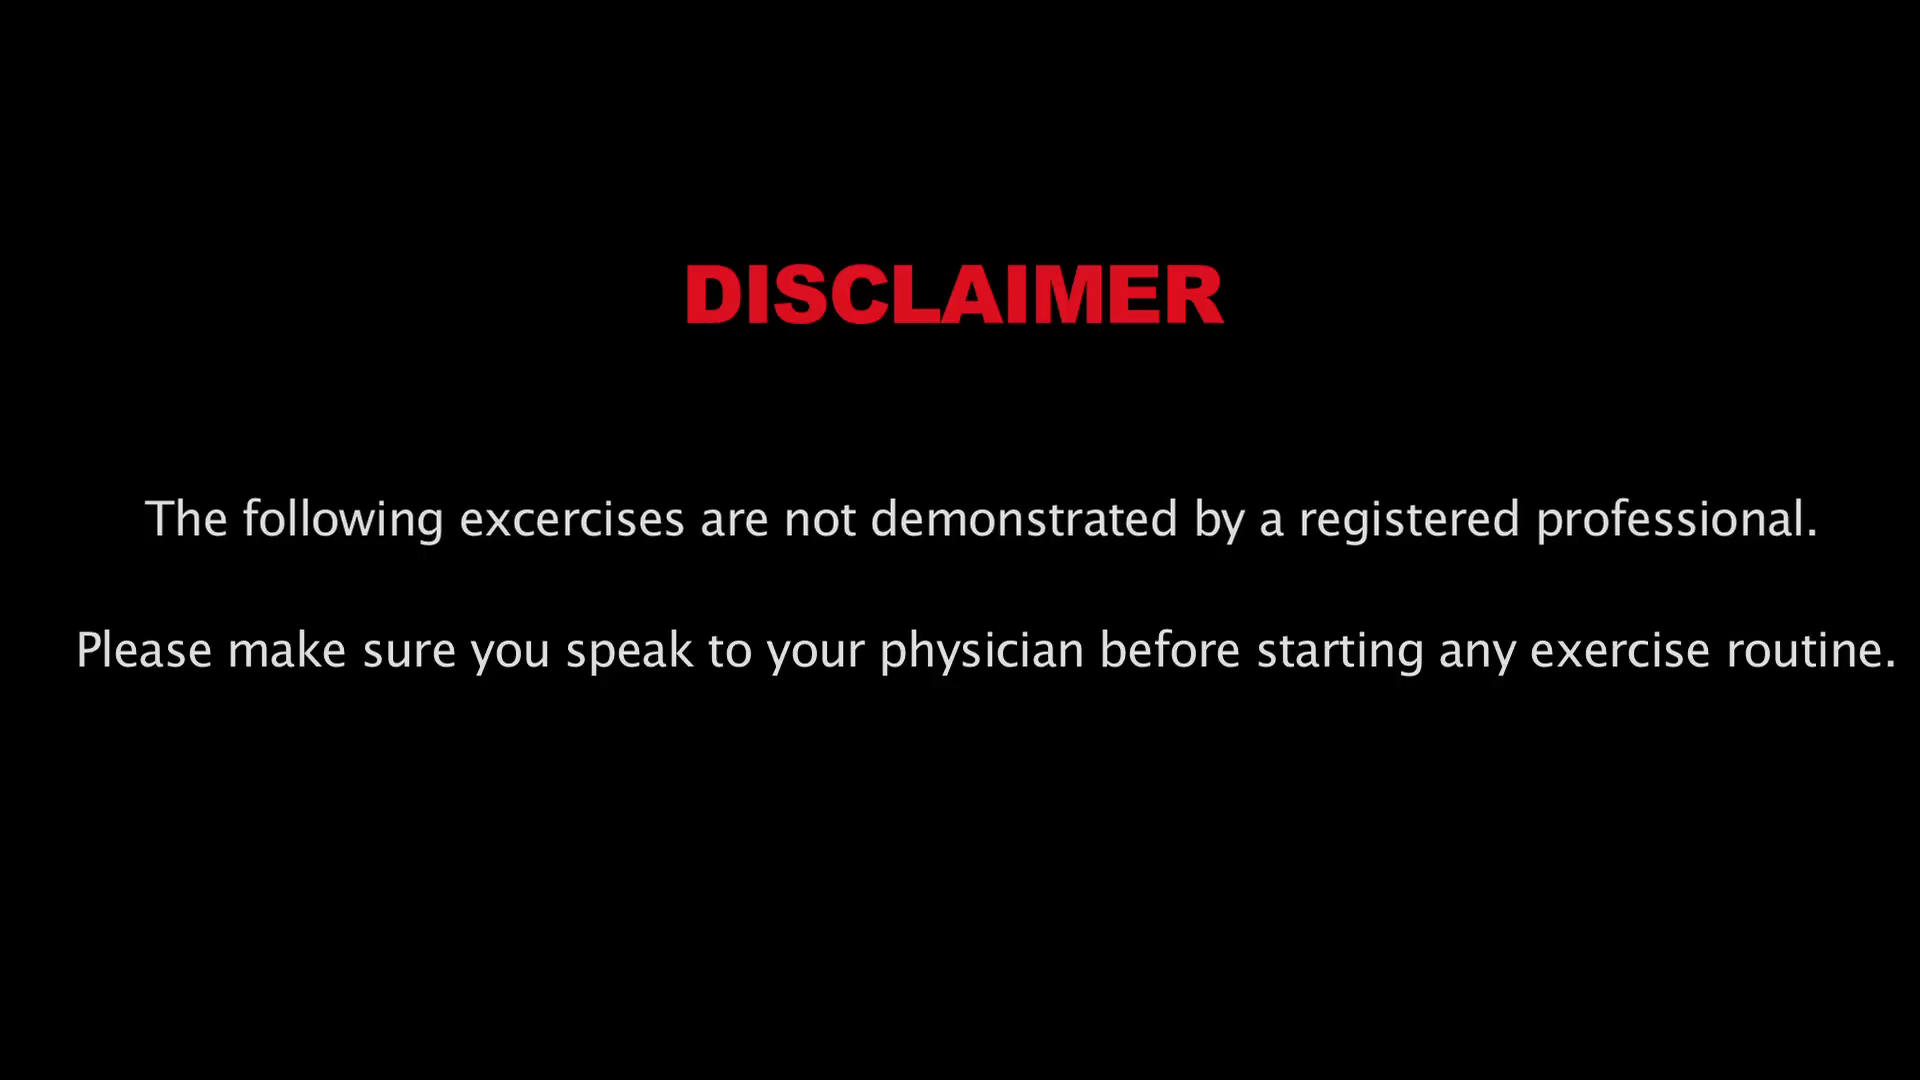 DISCLAIMER
The following excercises are not demonstrated by a registered professional.
Please make sure you speak to your physician before starting any exercise routine.